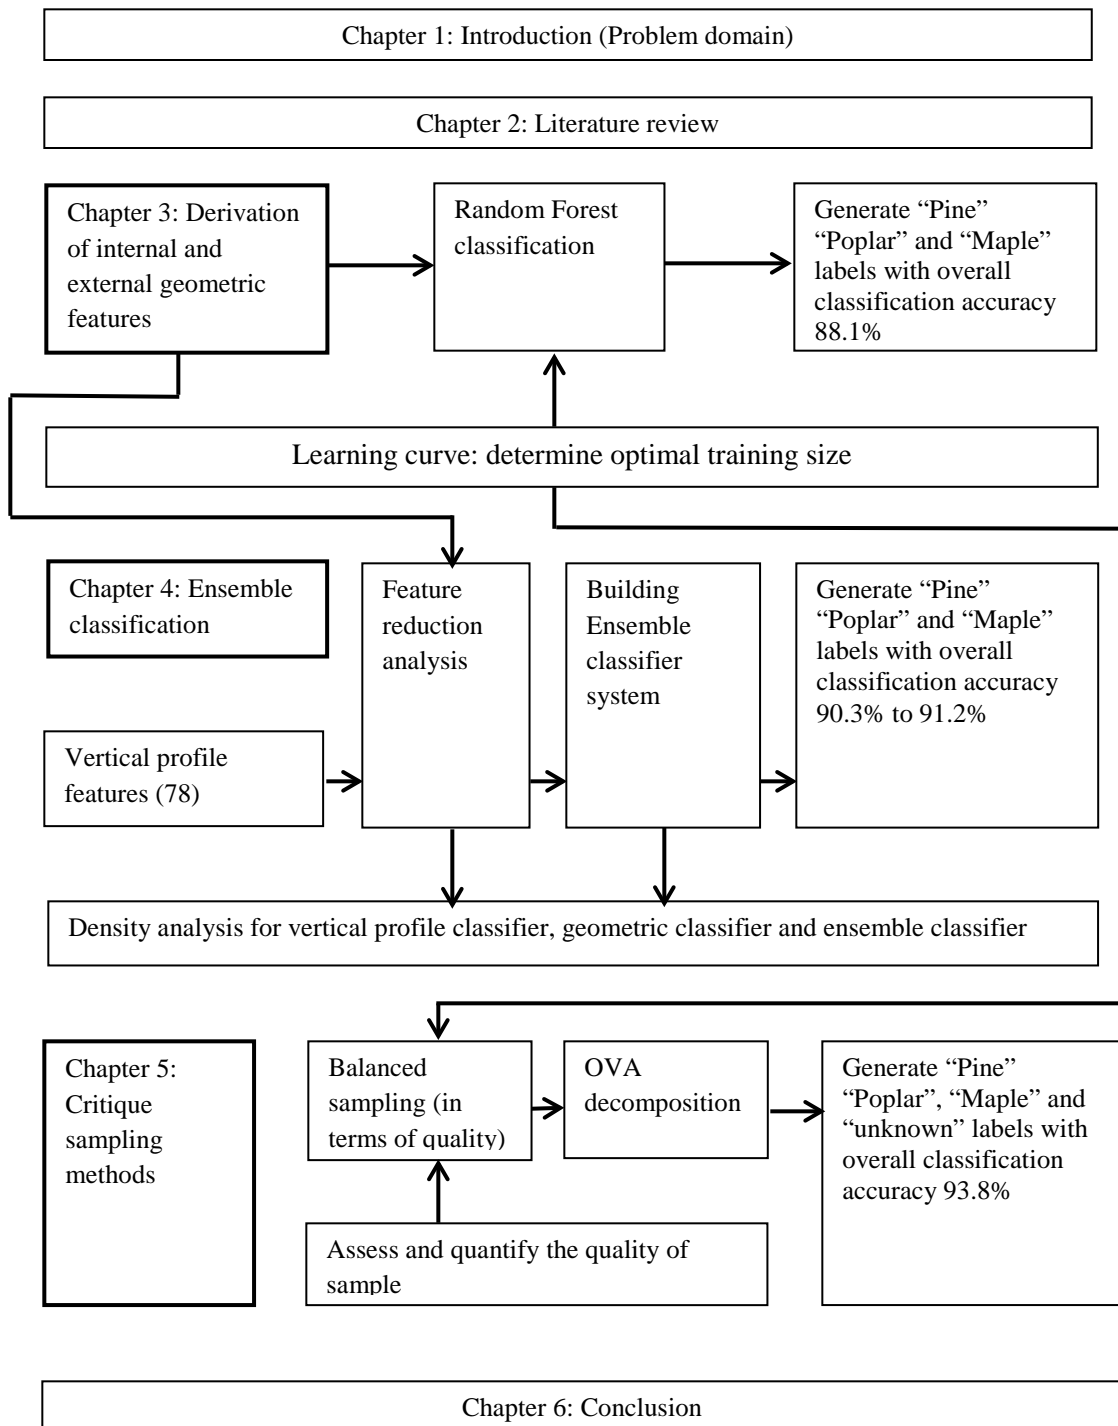 Chapter 1: Introduction (Problem domain)
Chapter 2: Literature review
Chapter 3: Derivation
of internal and
external geometric
features
Random Forest
classification
Generate “Pine”
“Poplar” and “Maple”
labels with overall
classification accuracy
88.1%
Learning curve: determine optimal training size
Chapter 4: Ensemble
classification
Feature
reduction
analysis
Building
Ensemble
classifier
system
Generate “Pine”
“Poplar” and “Maple”
labels with overall
classification accuracy
90.3% to 91.2%
Vertical profile
features (78)
Density analysis for vertical profile classifier, geometric classifier and ensemble classifier
Chapter 5:
Critique
sampling
methods
Balanced
sampling (in
terms of quality)
OVA
decomposition
Generate “Pine”
“Poplar”, “Maple” and
“unknown” labels with
overall classification
accuracy 93.8%
Assess and quantify the quality of
sample
Chapter 6: Conclusion